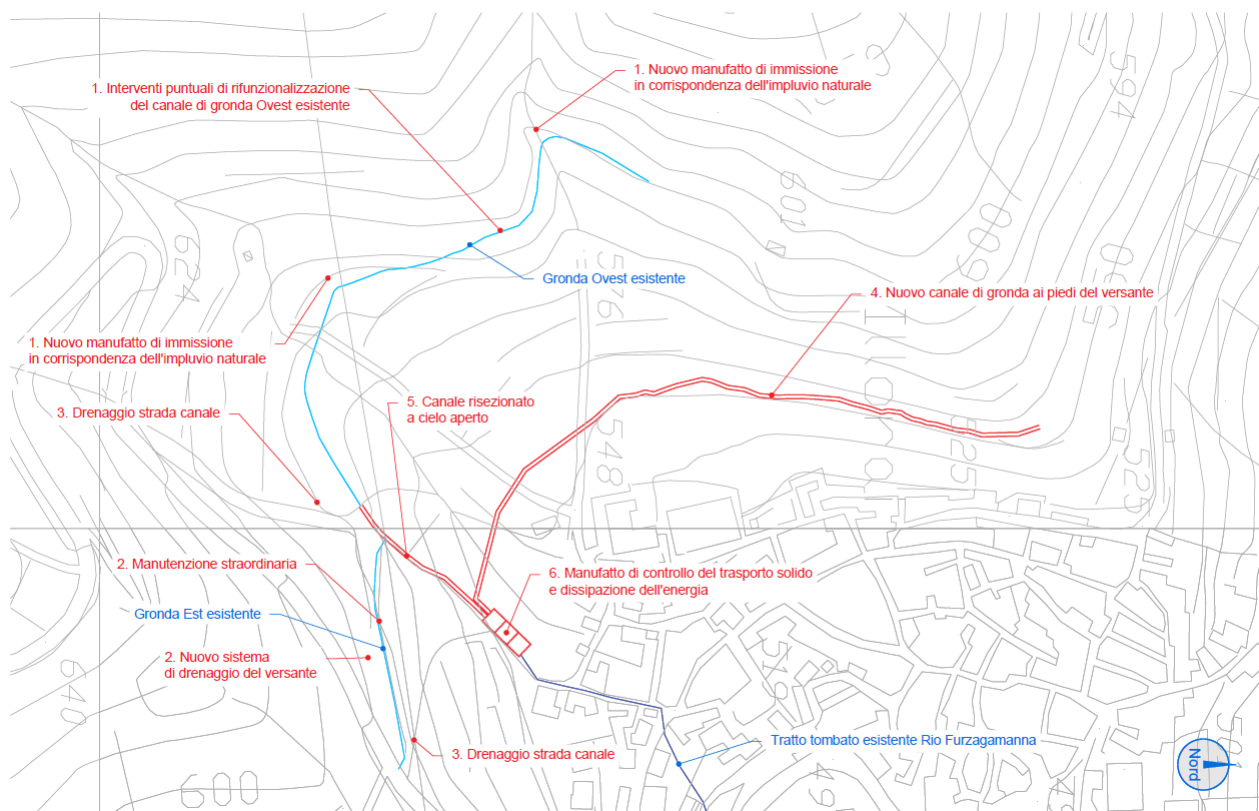 1. Nuovo manufatto di immissione
in corrispondenza dell'impluvio naturale
1. Interventi puntuali di rifunzionalizzazione
del canale di gronda Ovest esistente
594
601
600
624
Gronda Ovest esistente
576
4. Nuovo canale di gronda ai piedi del versante
1. Nuovo manufatto di immissione
in corrispondenza dell'impluvio naturale
3. Drenaggio strada canale
5. Canale risezionato
a cielo aperto
548
525
523
2. Manutenzione straordinaria
6. Manufatto di controllo del trasporto solido
e dissipazione dell'energia
Gronda Est esistente
2. Nuovo sistema
di drenaggio del versante
640
510
3. Drenaggio strada canale
Tratto tombato esistente Rio Furzagamanna
600
Nord